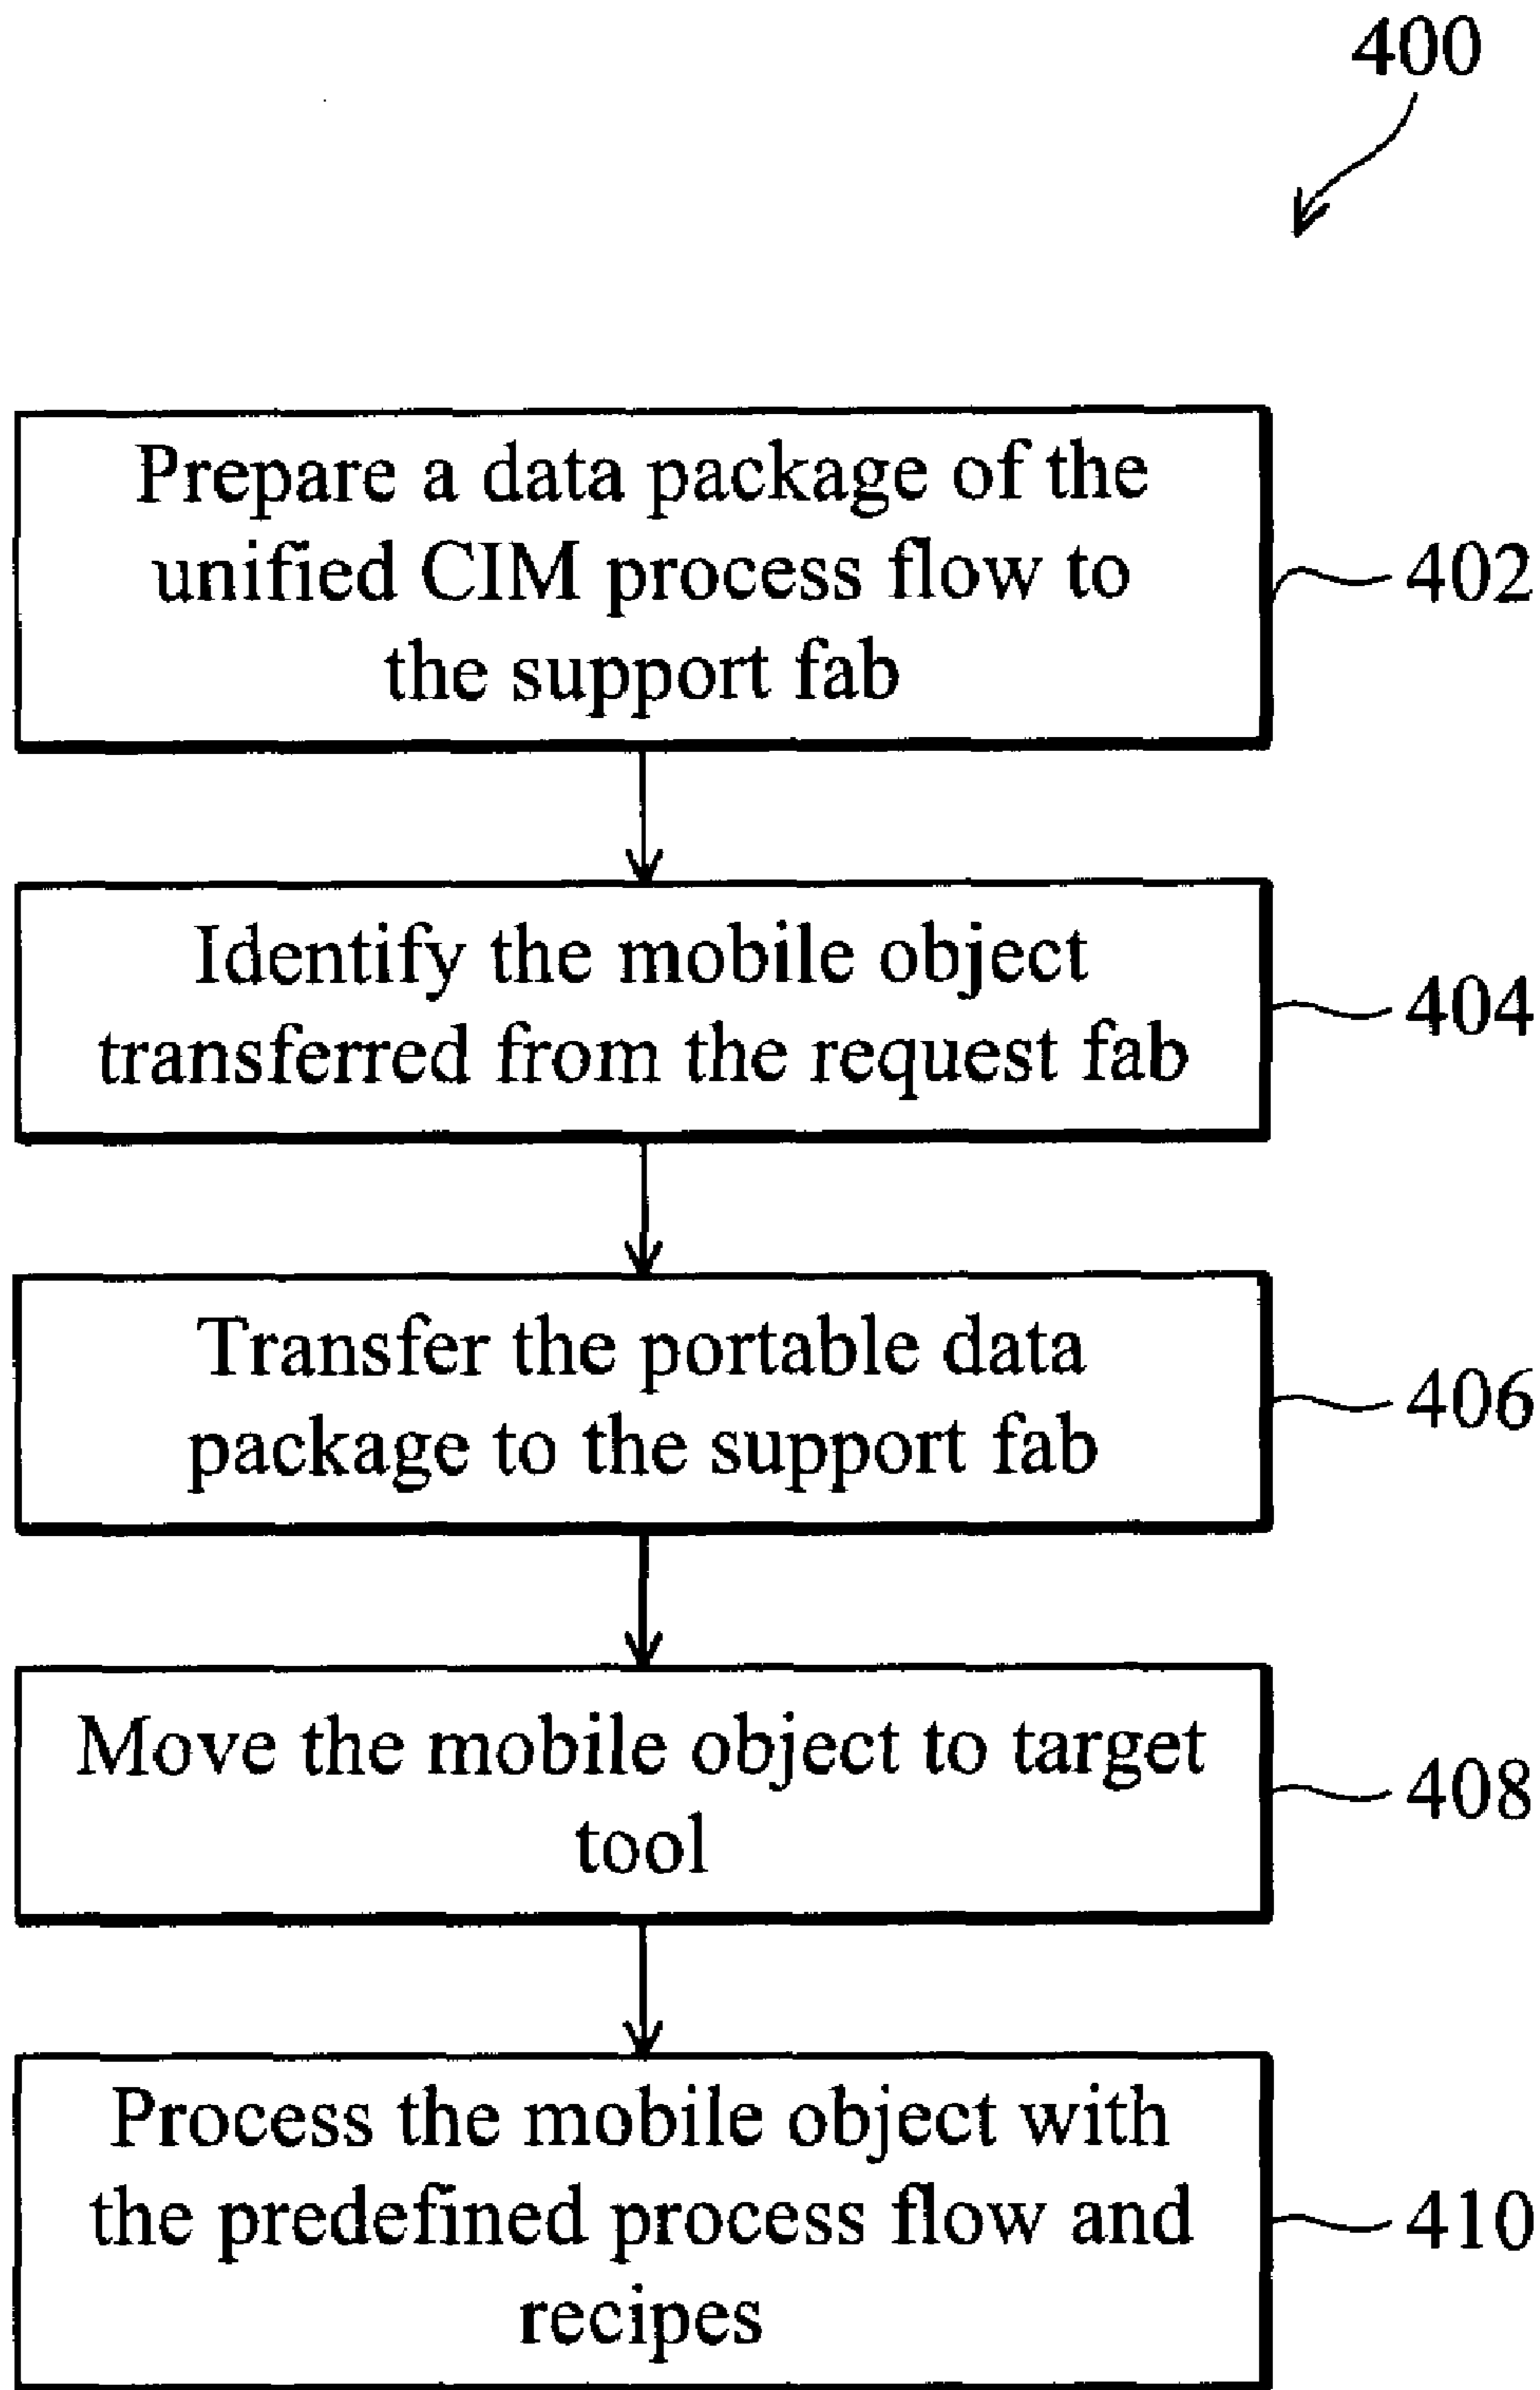 400
Prepare a data package of the
unified CIM process flow to
the support fab
402
Identify the mobile object
transferred from the request fab
404
Transfer the portable data
package to the support fab
406
Move the mobile object to target
tool
408
Process the mobile object with
the predefined process flow and
recipes
410